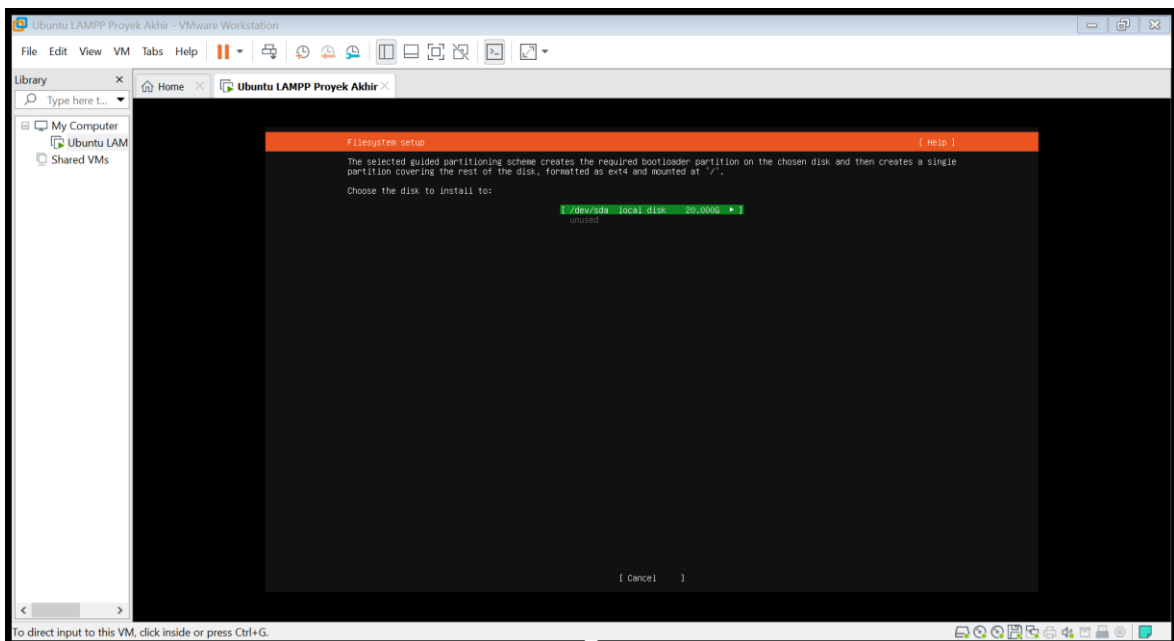 Ubuntu LAMPP Proyek Akhir - VMware Workstation
File Edit View VM Tabs Help
Library
Home
Ubuntu LAMPP Proyek Akhir
Type here t...
My Computer
Ubuntu LAM
Shared VMs
Filesystem setup [ Help ]
The selected guided partitioning scheme creates the required bootloader partition on the chosen disk and then creates a single
partition covering the rest of the disk, formatted as ext4 and mounted at '/'.
Choose the disk to install to:
[ /dev/sda local disk 20.000G ► ]
unused
[ Cancel ]
To direct input to this VM, click inside or press Ctrl+G.